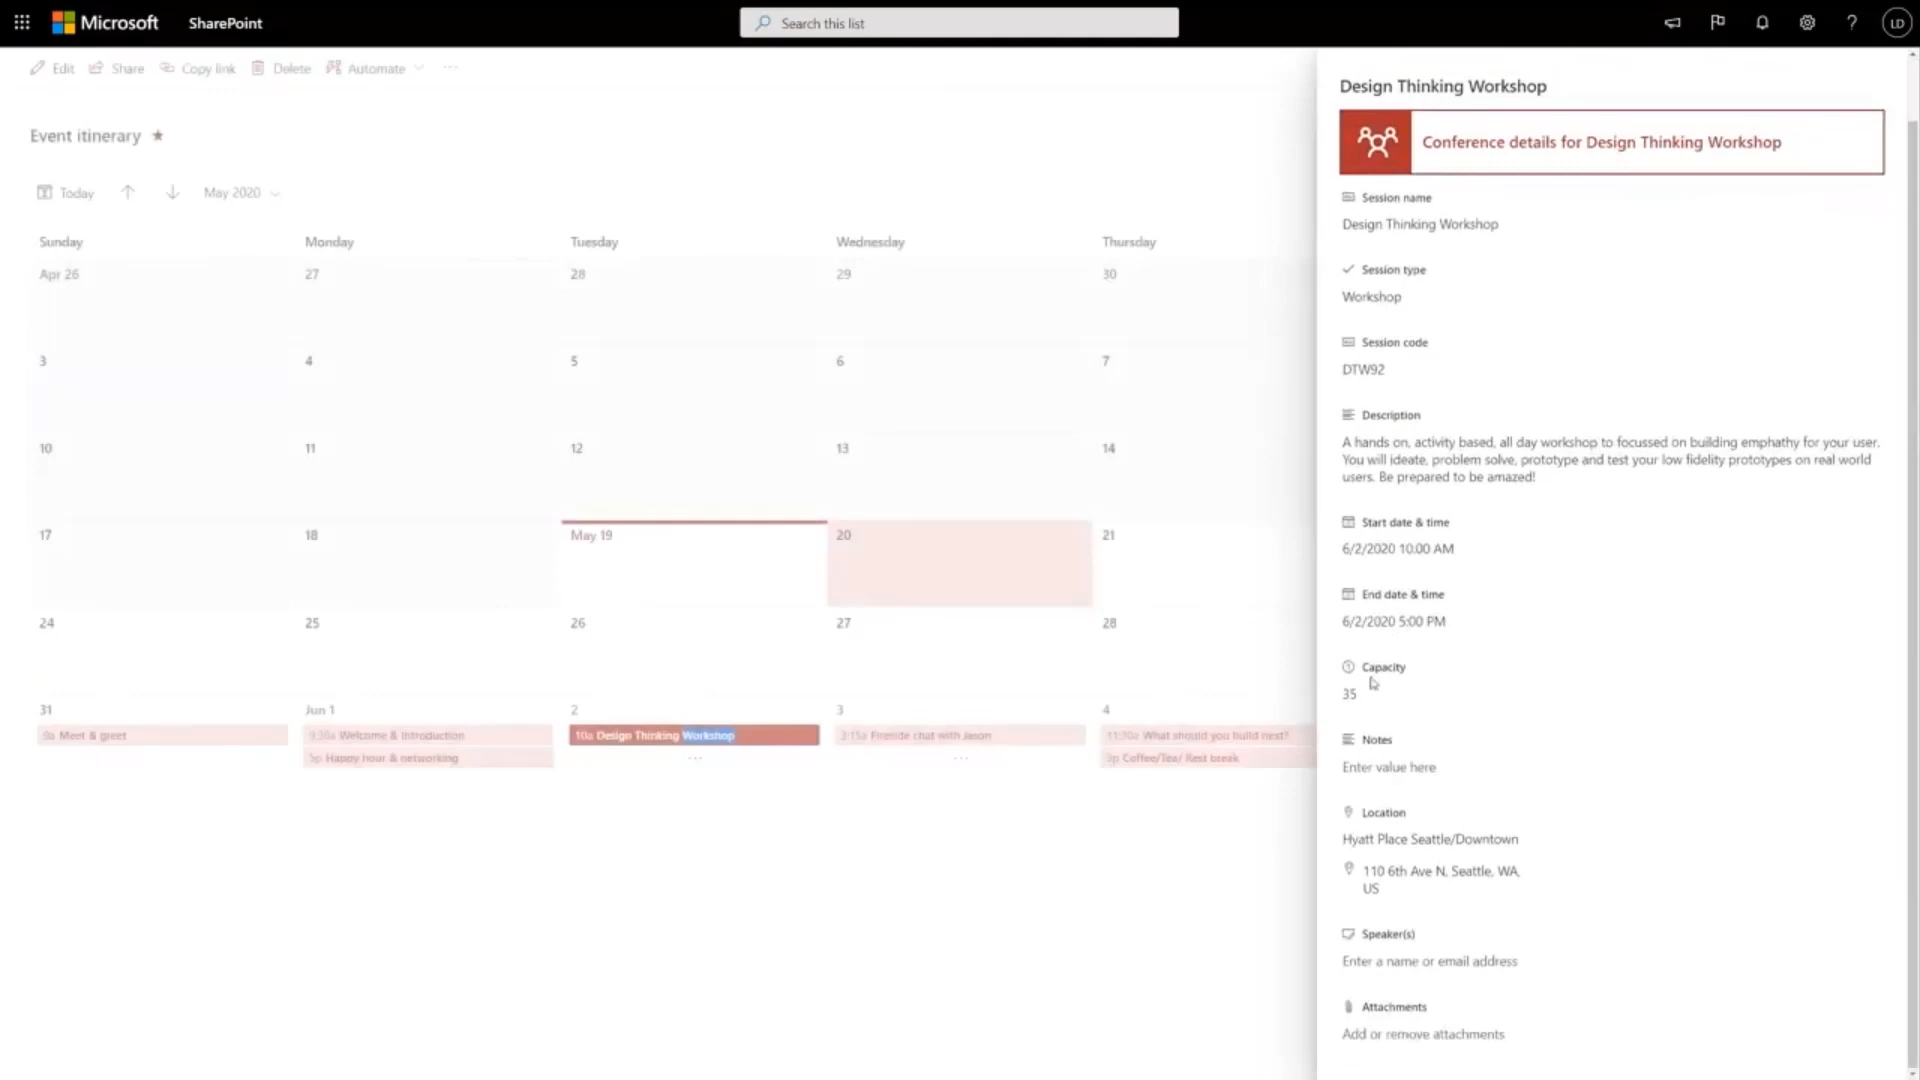 Microsoft SharePoint Search this list LD
Edit Share Copy link Delete Automate ...
Event itinerary ★
Today May 2020
Sunday Monday Tuesday Wednesday Thursday
Apr 26 27 28 29 30
3 4 5 6 7
10 11 12 13 14
17 18 May 19 20 21
24 25 26 27 28
31 Jun 1 2 3 4
9a Meet & greet 9:30a Welcome & Introduction 10a Design Thinking Workshop 3:15a Fireside chat with Jason 11:30a What should you build next?
5p Happy hour & networking ... ... 3p Coffee/Tea/ Rest break
Design Thinking Workshop
Conference details for Design Thinking Workshop
Session name
Design Thinking Workshop
Session type
Workshop
Session code
DTW92
Description
A hands on, activity based, all day workshop to focussed on building emphathy for your user.
You will ideate, problem solve, prototype and test your low fidelity prototypes on real world
users. Be prepared to be amazed!
Start date & time
6/2/2020 10:00 AM
End date & time
6/2/2020 5:00 PM
Capacity
35
Notes
Enter value here
Location
Hyatt Place Seattle/Downtown
110 6th Ave N, Seattle, WA,
US
Speaker(s)
Enter a name or email address
Attachments
Add or remove attachments